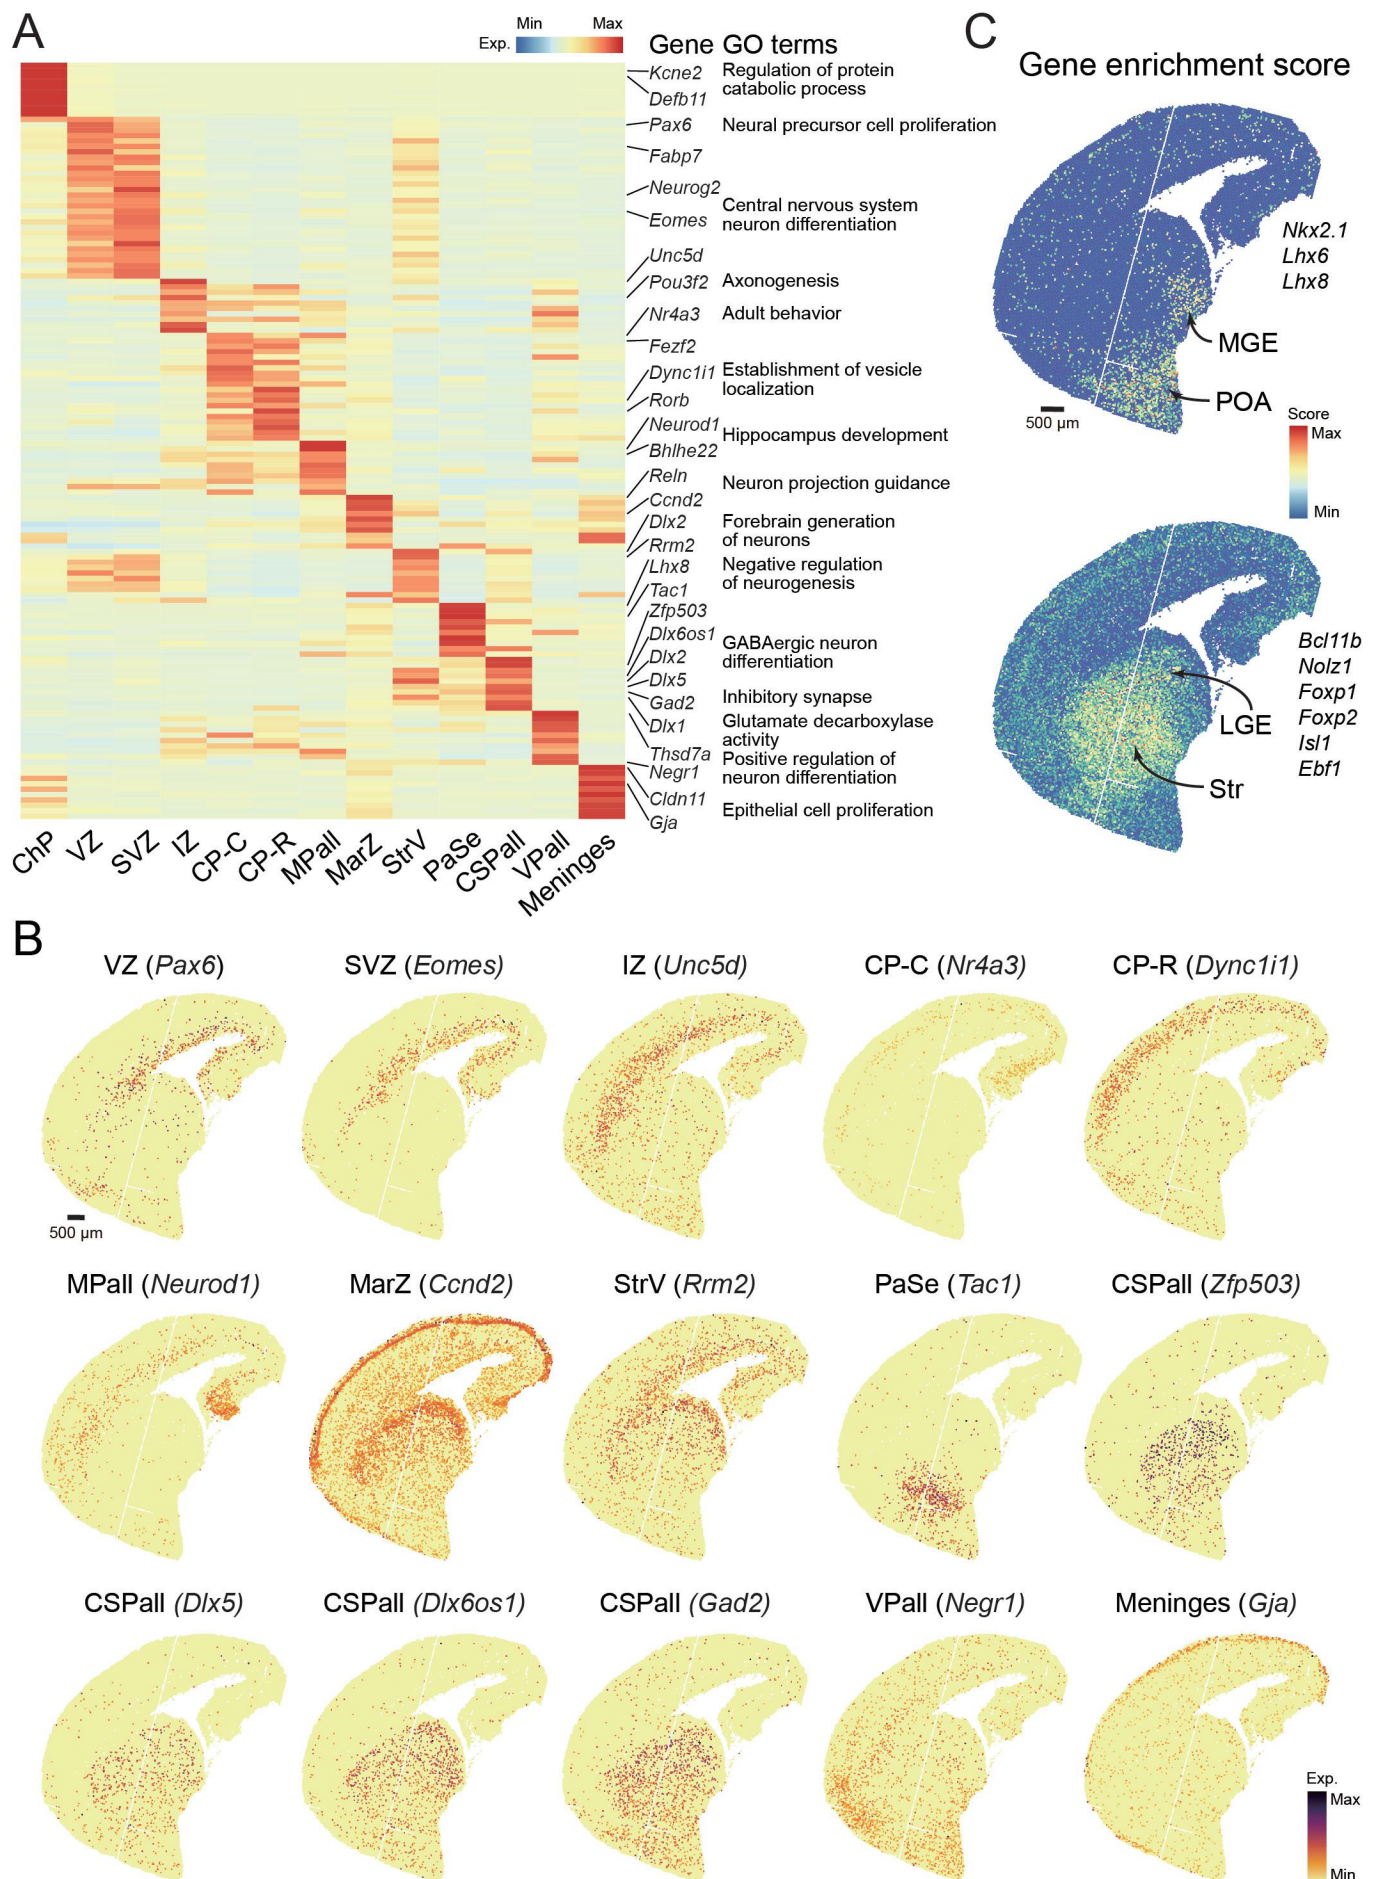 A
Min Max
Exp.
Gene GO terms
Kcne2
Defb11
Pax6
Fabp7
Neurog2
Eomes
Unc5d
Pou3f2
Nr4a3
Fezf2
Dync1i1
Rorb
Neurod1
Bhlhe22
Reln
Ccnd2
Dlx2
Rrm2
Lhx8
Tac1
Zfp503
Dlx6os1
Dlx2
Dlx5
Gad2
Dlx1
Thsd7a
Negr1
Cldn11
Gja
Regulation of protein
catabolic process
Neural precursor cell proliferation
Central nervous system
neuron differentiation
Axonogenesis
Adult behavior
Establishment of vesicle
localization
Hippocampus development
Neuron projection guidance
Forebrain generation
of neurons
Negative regulation
of neurogenesis
GABAergic neuron
differentiation
Inhibitory synapse
Glutamate decarboxylase
activity
Positive regulation of
neuron differentiation
Epithelial cell proliferation
ChP VZ SVZ IZ CP-C CP-R MPall MarZ StrV PaSe CSPall VPall Meninges
C
Gene enrichment score
Nkx2.1
Lhx6
Lhx8
MGE
POA
500 µm
Score
Max
Min
Bcl11b
Nolz1
Foxp1
Foxp2
Isl1
Ebf1
LGE
Str
B
VZ (Pax6) SVZ (Eomes) IZ (Unc5d) CP-C (Nr4a3) CP-R (Dync1i1)
500 µm
MPall (Neurod1) MarZ (Ccnd2) StrV (Rrm2) PaSe (Tac1) CSPall (Zfp503)
CSPall (Dlx5) CSPall (Dlx6os1) CSPall (Gad2) VPall (Negr1) Meninges (Gja)
Exp.
Max
Min